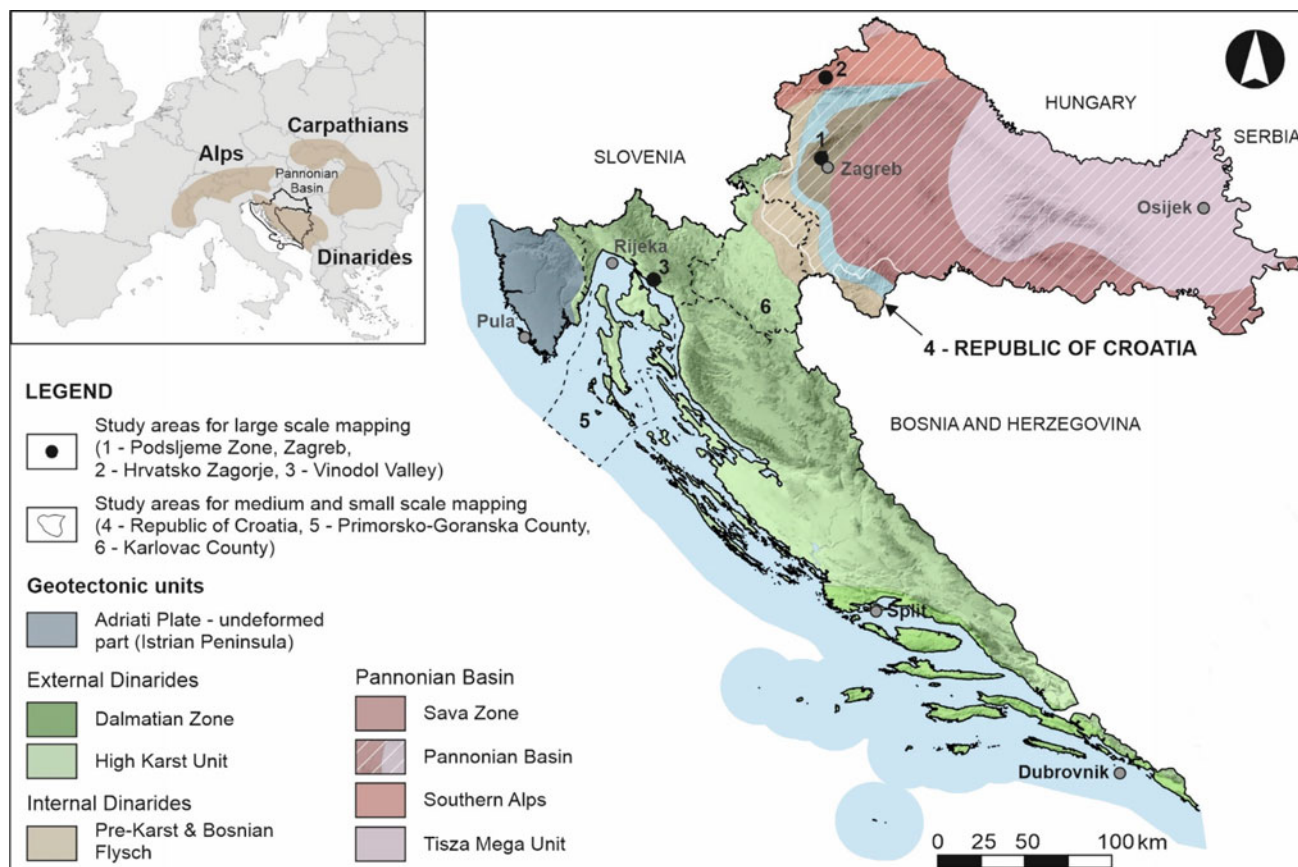 Carpathians
Alps
Pannonian
Basin
Dinarides
HUNGARY
SERBIA
SLOVENIA
2
1
Zagreb
Osijek
Rijeka
3
Pula
6
4 - REPUBLIC OF CROATIA
5
BOSNIA AND HERZEGOVINA
Split
Dubrovnik
LEGEND
Study areas for large scale mapping
(1 - Podsljeme Zone, Zagreb,
2 - Hrvatsko Zagorje, 3 - Vinodol Valley)
Study areas for medium and small scale mapping
(4 - Republic of Croatia, 5 - Primorsko-Goranska County,
6 - Karlovac County)
Geotectonic units
Adriati Plate - undeformed
part (Istrian Peninsula)
External Dinarides
Dalmatian Zone
High Karst Unit
Internal Dinarides
Pre-Karst & Bosnian
Flysch
Pannonian Basin
Sava Zone
Pannonian Basin
Southern Alps
Tisza Mega Unit
0 25 50 100 km